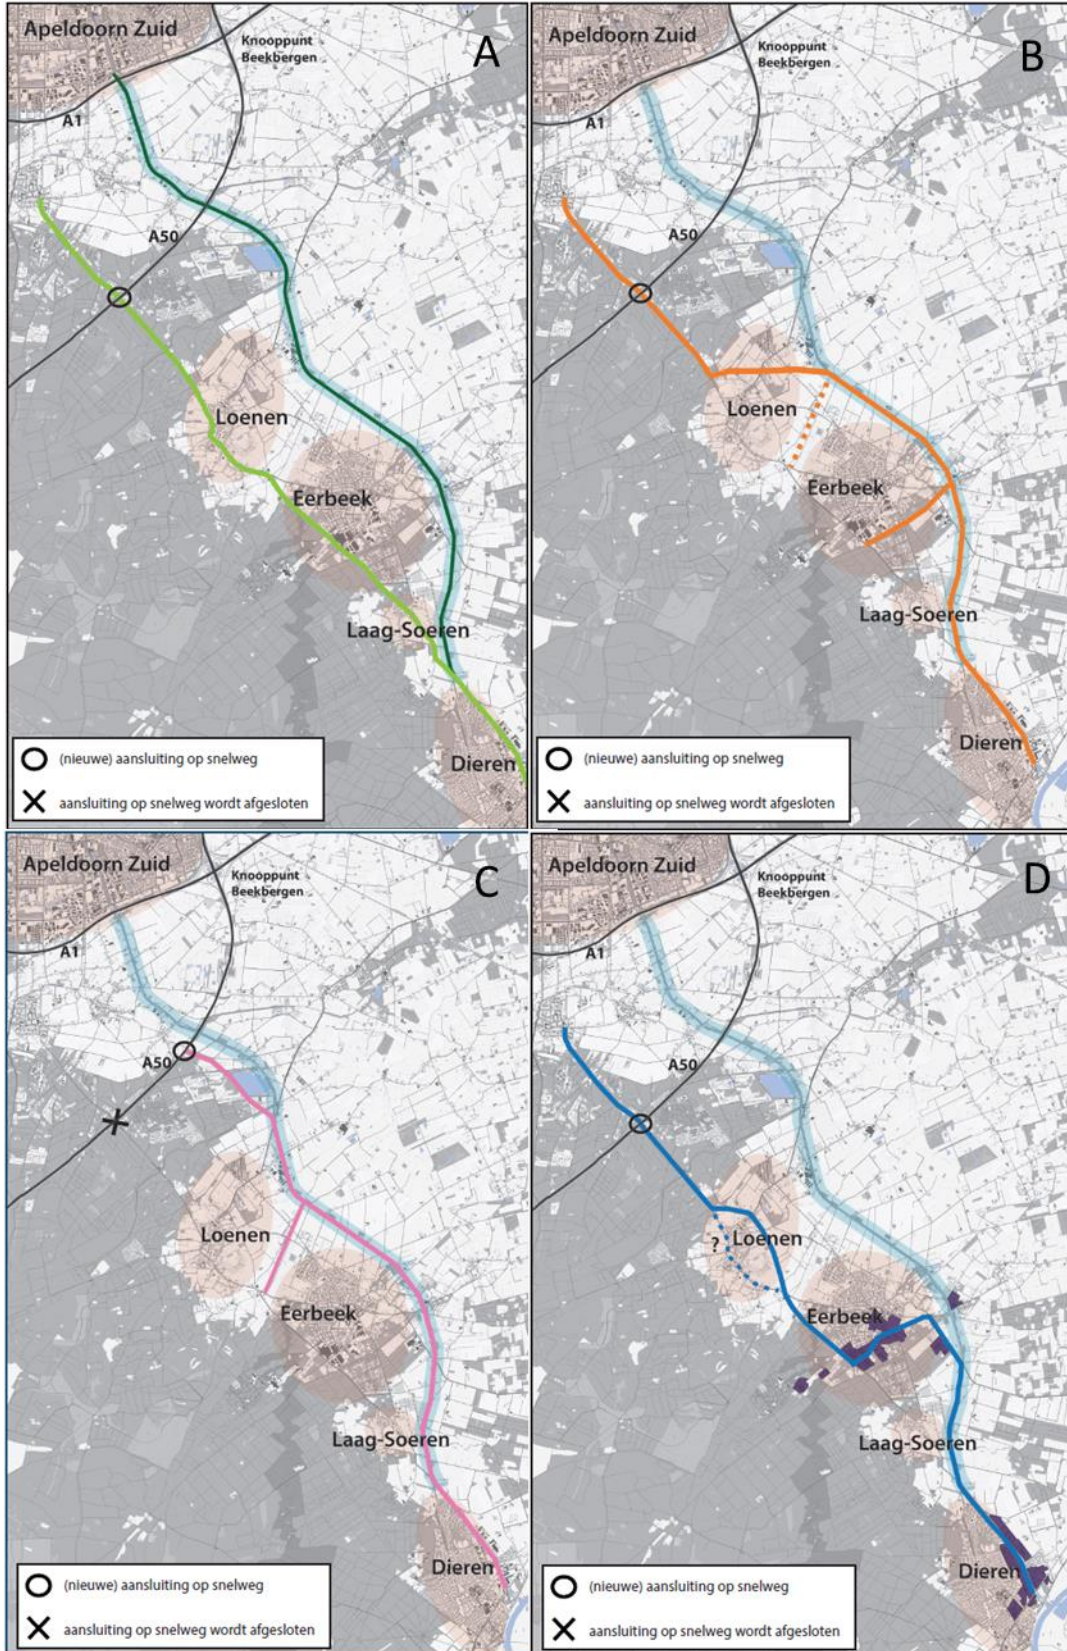 Apeldoorn Zuid
Knooppunt
Beekbergen
A
A1
A50
Loenen
Eerbeek
Laag-Soeren
Dieren
(nieuwe) aansluiting op snelweg
aansluiting op snelweg wordt afgesloten
Apeldoorn Zuid
Knooppunt
Beekbergen
B
A1
A50
Loenen
Eerbeek
Laag-Soeren
Dieren
(nieuwe) aansluiting op snelweg
aansluiting op snelweg wordt afgesloten
Apeldoorn Zuid
Knooppunt
Beekbergen
C
A1
A50
Loenen
Eerbeek
Laag-Soeren
Dieren
(nieuwe) aansluiting op snelweg
aansluiting op snelweg wordt afgesloten
Apeldoorn Zuid
Knooppunt
Beekbergen
D
A1
A50
? Loenen
Eerbeek
Laag-Soeren
Dieren
(nieuwe) aansluiting op snelweg
aansluiting op snelweg wordt afgesloten